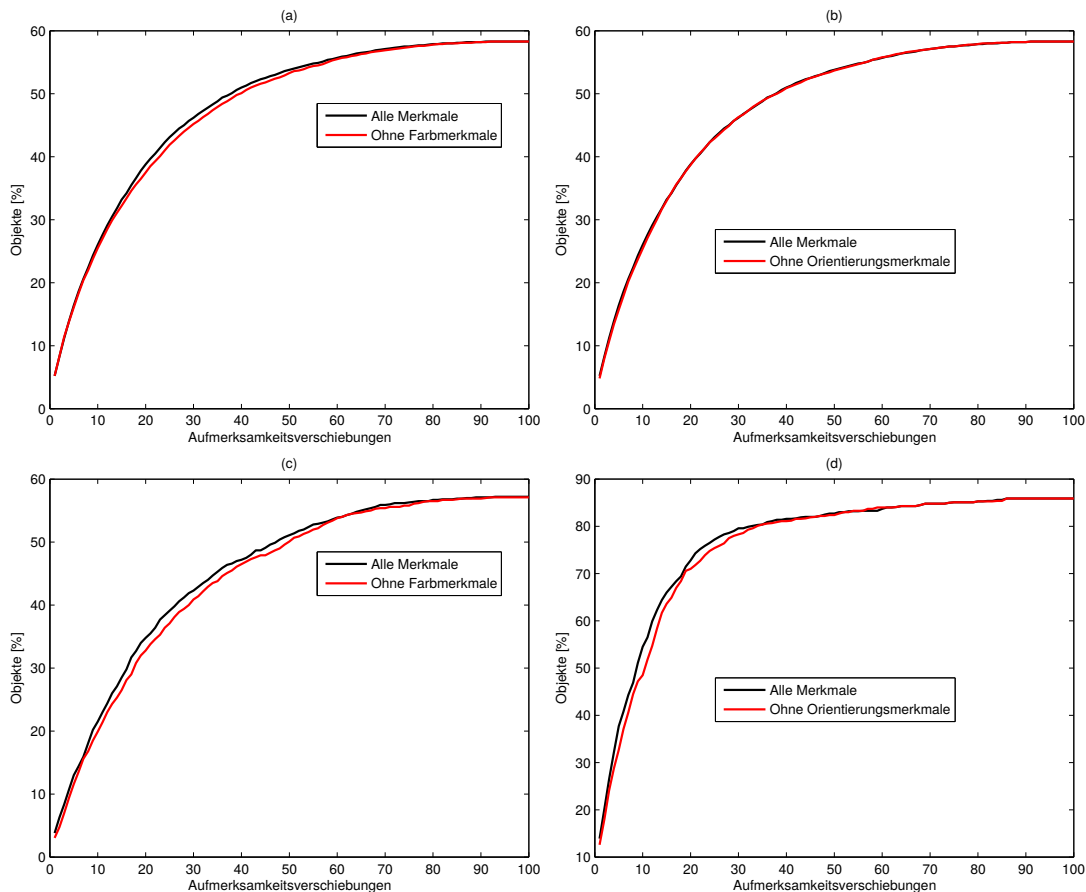 (a)
60
50
40
30
20
10
0
Objekte [%]
Alle Merkmale
Ohne Farbmerkmale
0 10 20 30 40 50 60 70 80 90 100
Aufmerksamkeitsverschiebungen
(b)
60
50
40
30
20
10
0
Objekte [%]
Alle Merkmale
Ohne Orientierungsmerkmale
0 10 20 30 40 50 60 70 80 90 100
Aufmerksamkeitsverschiebungen
(c)
60
50
40
30
20
10
0
Objekte [%]
Alle Merkmale
Ohne Farbmerkmale
0 10 20 30 40 50 60 70 80 90 100
Aufmerksamkeitsverschiebungen
(d)
90
80
70
60
50
40
30
20
10
Objekte [%]
Alle Merkmale
Ohne Orientierungsmerkmale
0 10 20 30 40 50 60 70 80 90 100
Aufmerksamkeitsverschiebungen